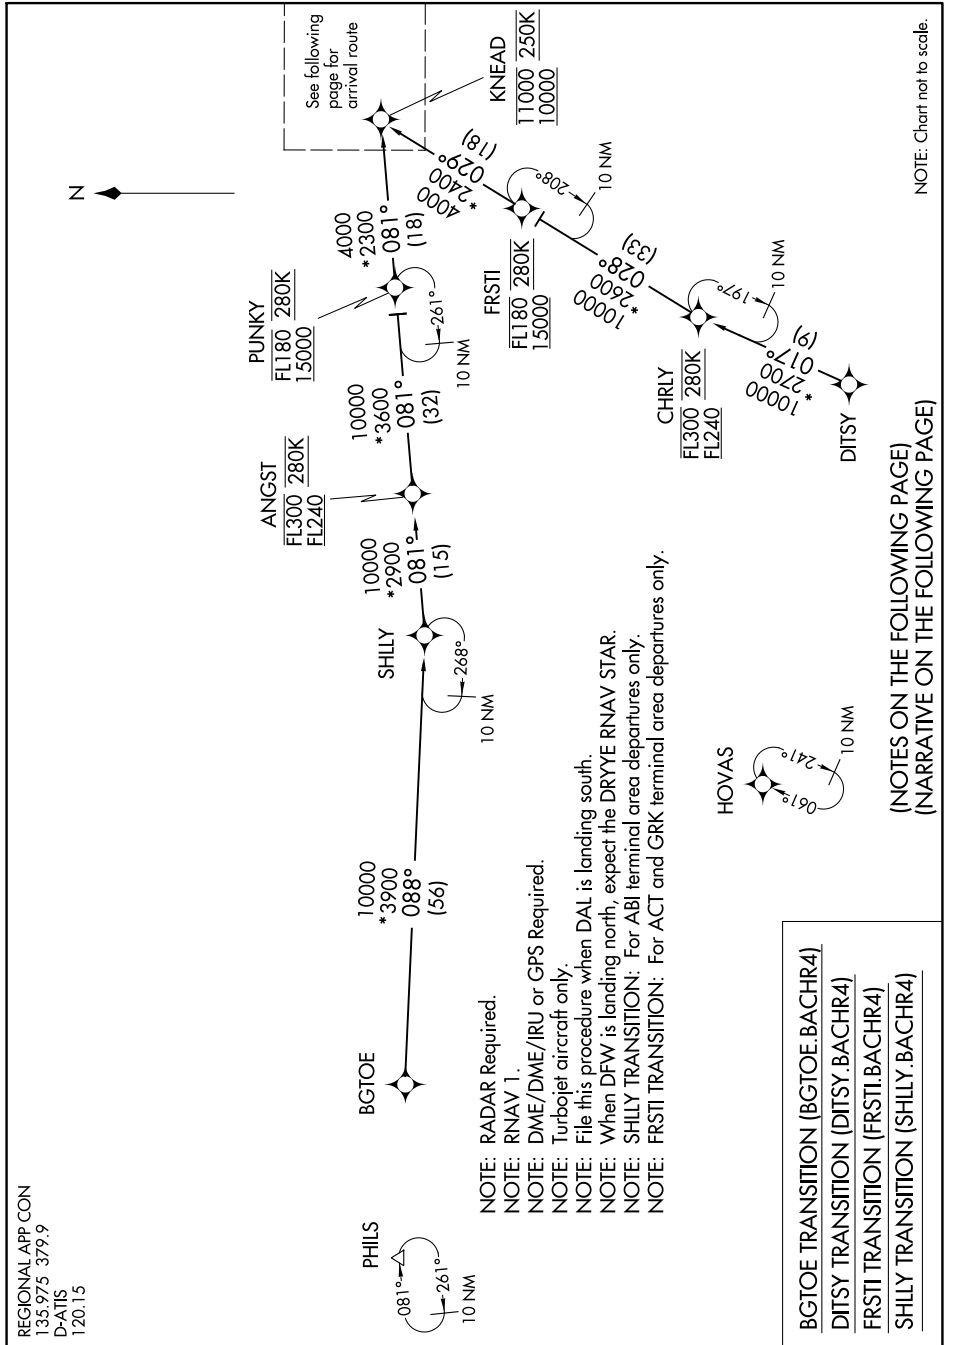 REGIONAL APP CON
135.975 379.9
D-ATIS
120.15
N
See following
page for
arrival route
KNEAD
11000 250K
10000
4000
*2300
081°
(18)
PUNKY
FL180 280K
15000
261°
10 NM
10000
*3600
081°
(32)
ANGST
FL300 280K
FL240
10000
*2900
081°
(15)
SHLLY
268°
10 NM
10000
*3900
088°
(56)
BGTOE
PHILS
081°
261°
10 NM
4000
*2400
029°
(18)
FRSTI
FL180 280K
15000
208°
10 NM
10000
*2600
028°
(33)
CHRLY
FL300 280K
FL240
197°
10 NM
10000
*2700
017°
(9)
DITSY
HOVAS
241°
061°
10 NM
NOTE: RADAR Required.
NOTE: RNAV 1.
NOTE: DME/DME/IRU or GPS Required.
NOTE: Turbojet aircraft only.
NOTE: File this procedure when DAL is landing south.
NOTE: When DFW is landing north, expect the DRYYE RNAV STAR.
NOTE: SHLLY TRANSITION: For ABI terminal area departures only.
NOTE: FRSTI TRANSITION: For ACT and GRK terminal area departures only.
BGTOE TRANSITION (BGTOE.BACHR4)
DITSY TRANSITION (DITSY.BACHR4)
FRSTI TRANSITION (FRSTI.BACHR4)
SHLLY TRANSITION (SHLLY.BACHR4)
(NOTES ON THE FOLLOWING PAGE)
(NARRATIVE ON THE FOLLOWING PAGE)
NOTE: Chart not to scale.